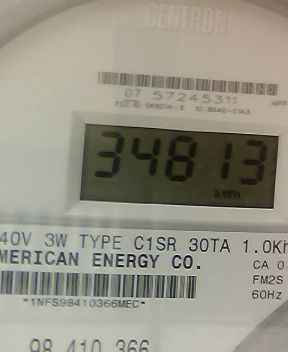 CENTRON
07 57245311
34813
kWh
40V 3W TYPE C1SR 30TA 1.0Kh
MERICAN ENERGY CO.
CA 0
FM2S
60Hz
*1NFS98410366MEC*
98 410 366